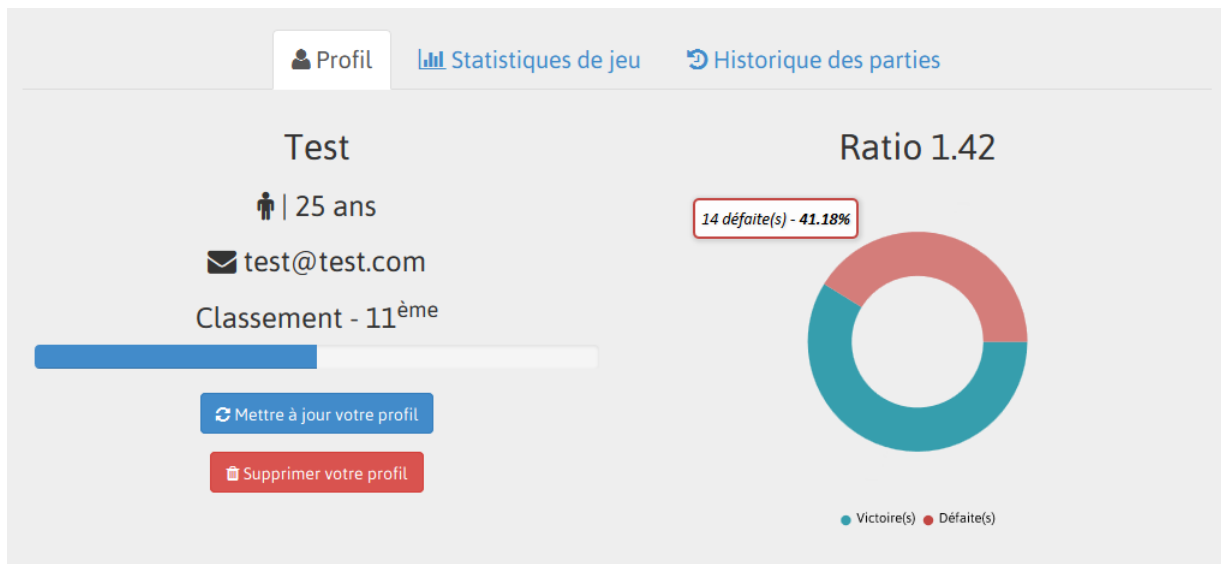 Profil
Statistiques de jeu
Historique des parties
Test
| 25 ans
test@test.com
Classement - 11ème
Mettre à jour votre profil
Supprimer votre profil
Ratio 1.42
14 défaite(s) - 41.18%
Victoire(s) Défaite(s)